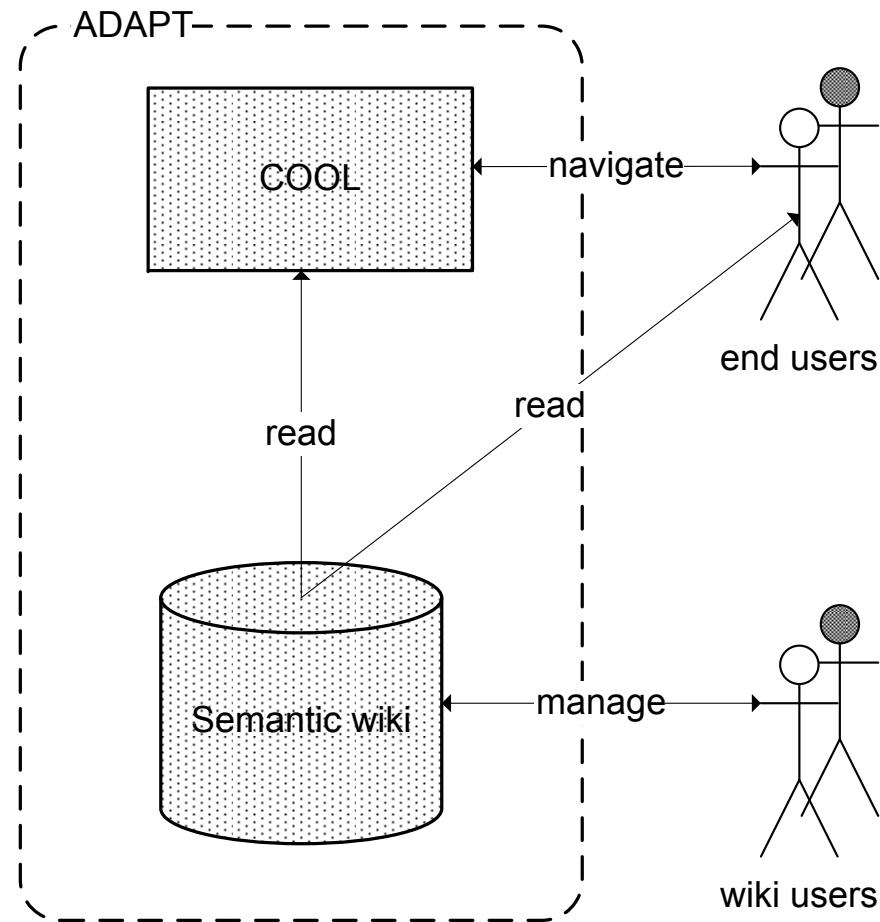 ADAPT
COOL
navigate
end users
read
read
Semantic wiki
manage
wiki users